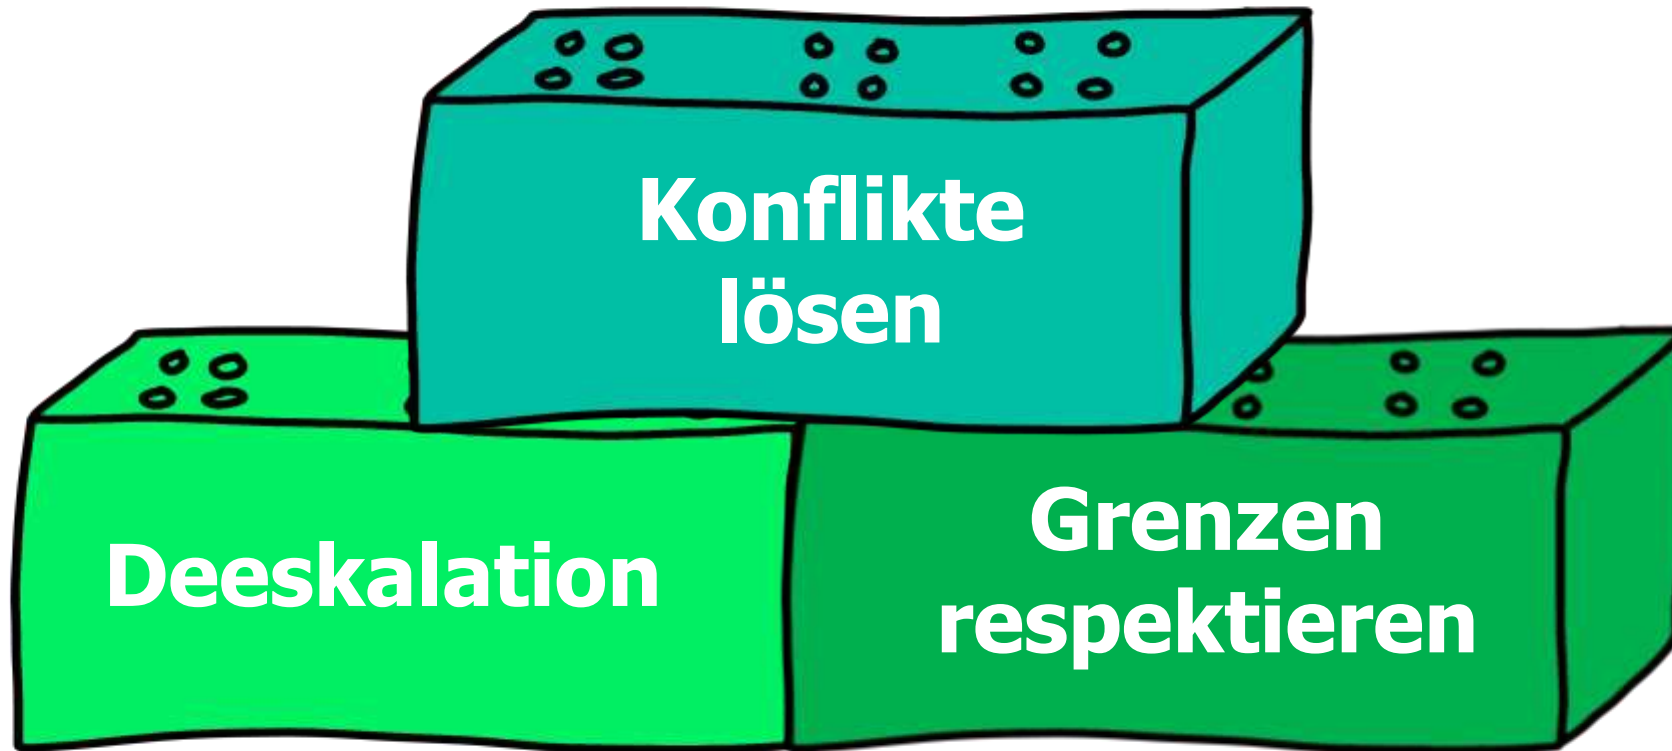 Konflikte
lösen
Deeskalation
Grenzen
respektieren